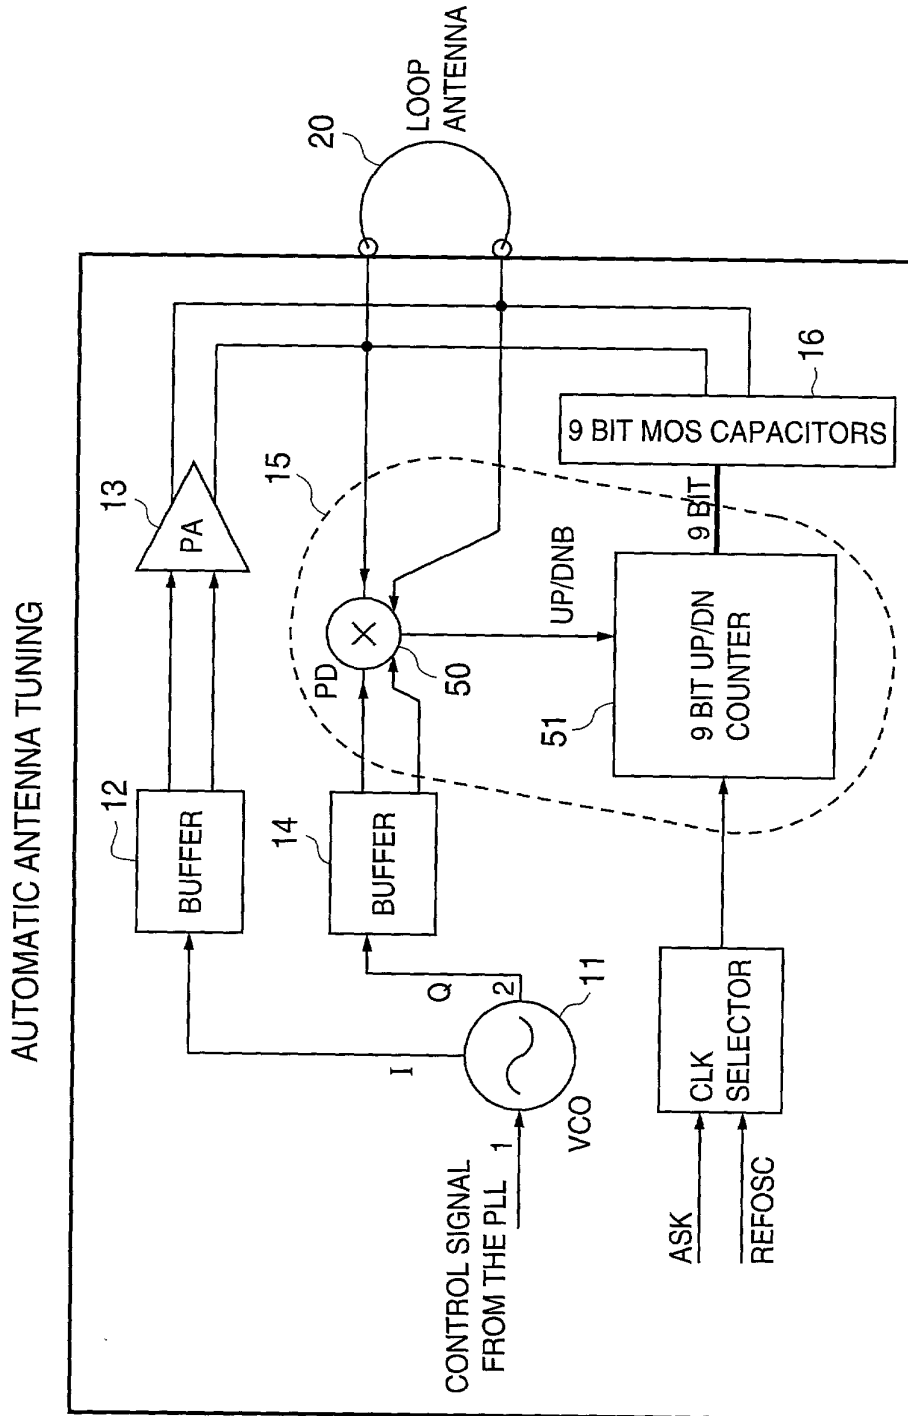 AUTOMATIC ANTENNA TUNING
CONTROL SIGNAL
FROM THE PLL
1
VCO
11
I
Q
2
BUFFER
12
BUFFER
14
PA
13
PD
50
15
UP/DNB
LOOP
ANTENNA
20
ASK
REFOSC
CLK
SELECTOR
9 BIT UP/DN
COUNTER
51
9 BIT
9 BIT MOS CAPACITORS
16